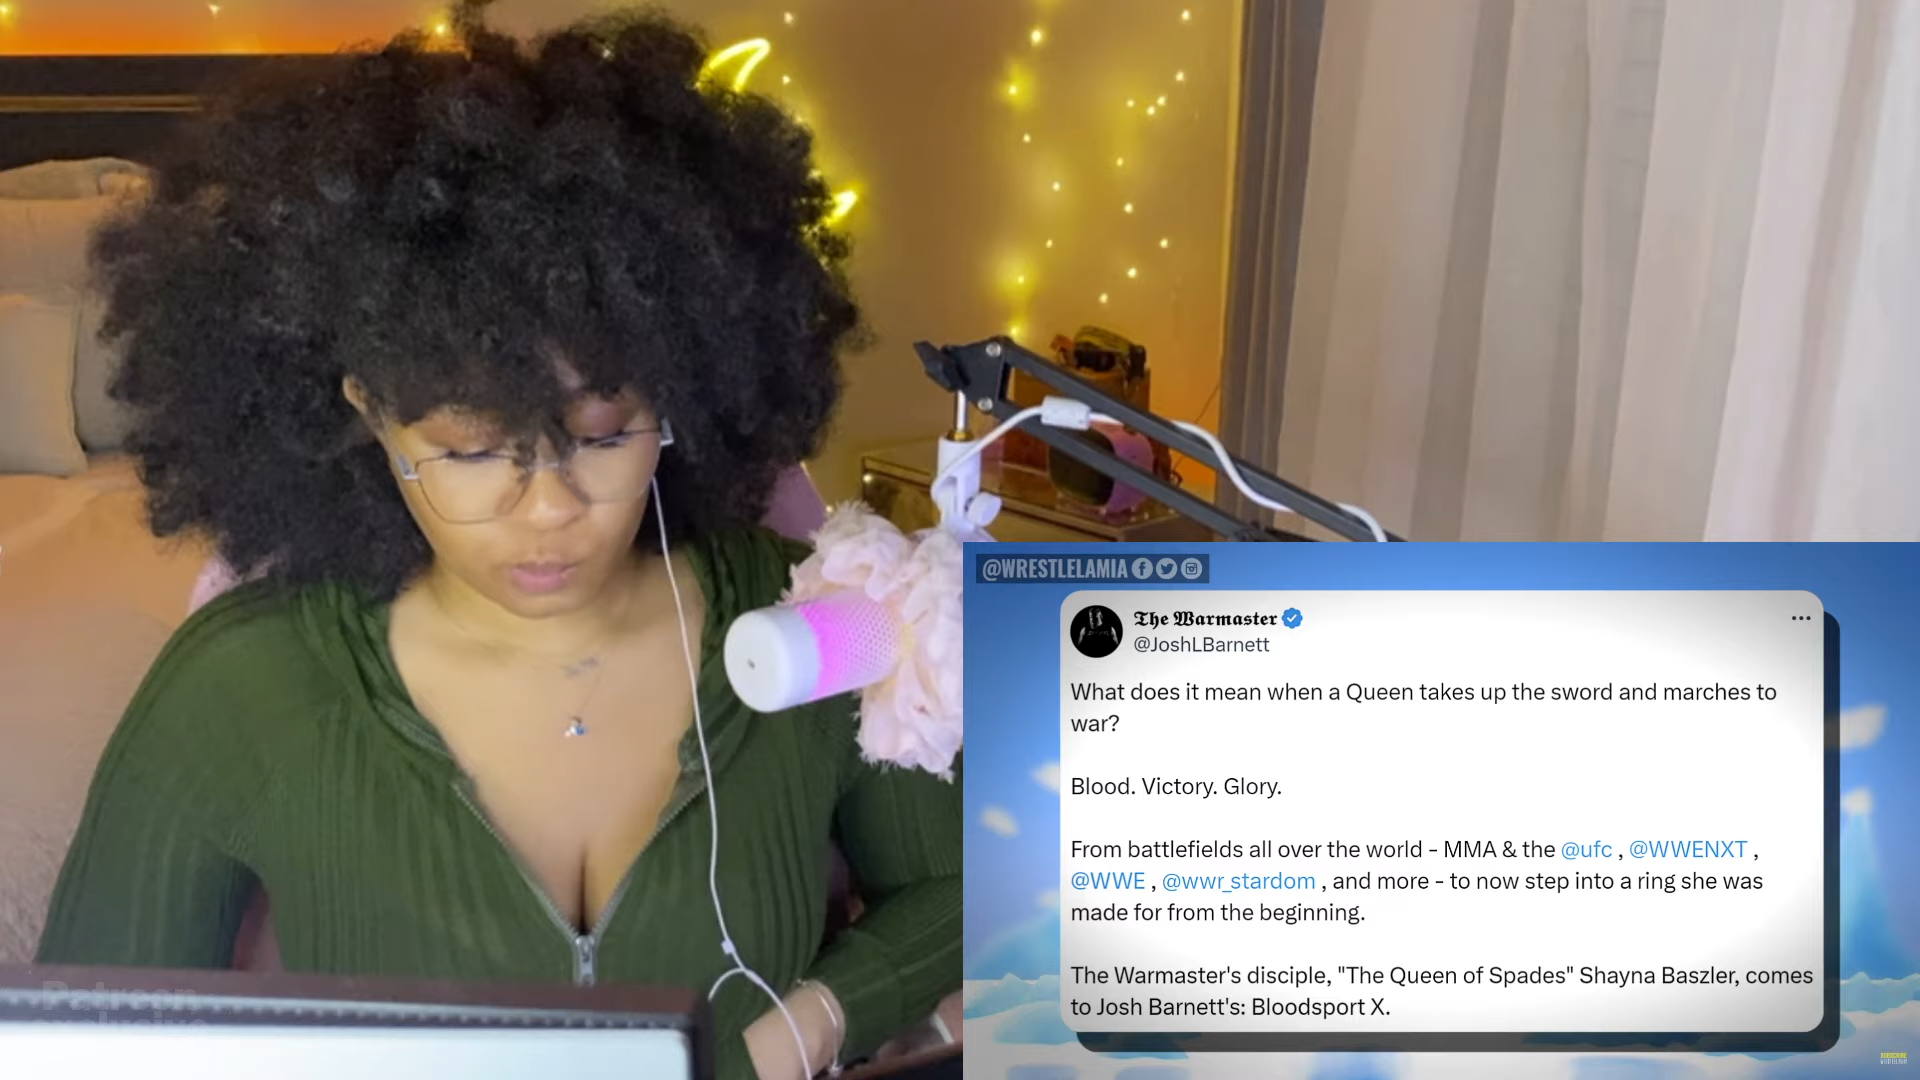 @WRESTLELAMIA
The Warmaster
@JoshLBarnett
What does it mean when a Queen takes up the sword and marches to
war?
Blood. Victory. Glory.
From battlefields all over the world - MMA & the @ufc , @WWENXT ,
@WWE , @wwr_stardom , and more - to now step into a ring she was
made for from the beginning.
The Warmaster's disciple, "The Queen of Spades" Shayna Baszler, comes
to Josh Barnett's: Bloodsport X.
Patreon
exclusive
SUBSCRIBE